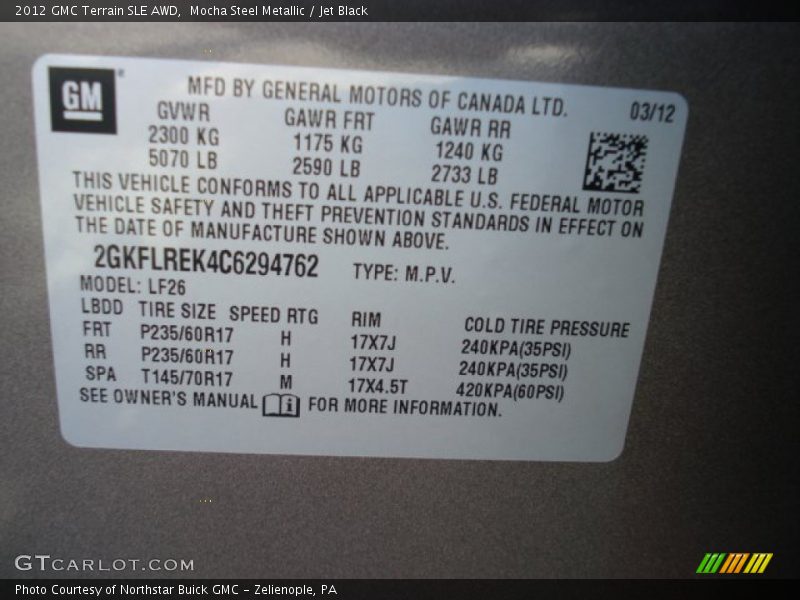 2012 GMC Terrain SLE AWD,  Mocha Steel Metallic / Jet Black
GM
MFD BY GENERAL MOTORS OF CANADA LTD. 03/12
GVWR GAWR FRT GAWR RR
2300 KG 1175 KG 1240 KG
5070 LB 2590 LB 2733 LB
THIS VEHICLE CONFORMS TO ALL APPLICABLE U.S. FEDERAL MOTOR
VEHICLE SAFETY AND THEFT PREVENTION STANDARDS IN EFFECT ON
THE DATE OF MANUFACTURE SHOWN ABOVE.
2GKFLREK4C6294762 TYPE: M.P.V.
MODEL: LF26
LBDD TIRE SIZE SPEED RTG RIM COLD TIRE PRESSURE
FRT P235/60R17 H 17X7J 240KPA(35PSI)
RR P235/60R17 H 17X7J 240KPA(35PSI)
SPA T145/70R17 M 17X4.5T 420KPA(60PSI)
SEE OWNER'S MANUAL i FOR MORE INFORMATION.
GTCARLOT.COM
Photo Courtesy of Northstar Buick GMC - Zelienople, PA